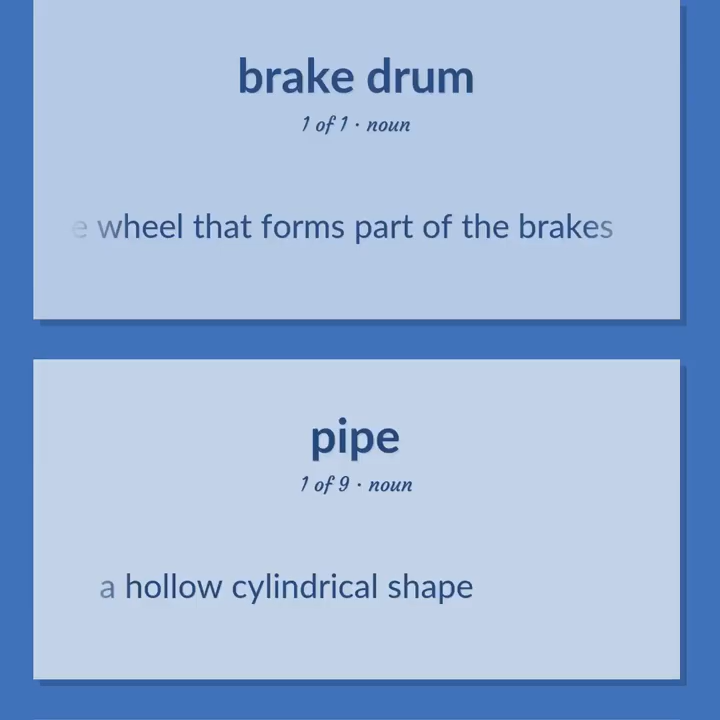 brake drum
1 of 1 · noun
e wheel that forms part of the brakes
pipe
1 of 9 · noun
a hollow cylindrical shape